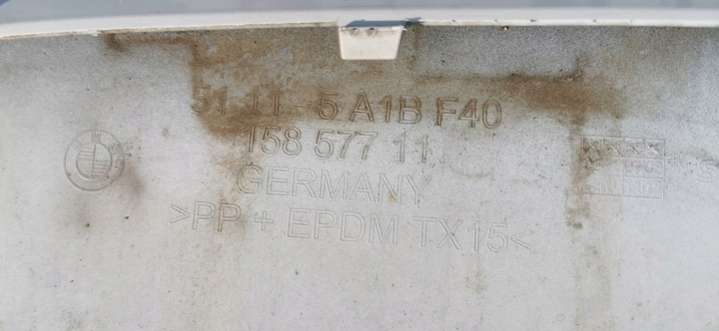 51 11 - 5 A1B F40
158 577 11
GERMANY
>PP + EPDM TX15<